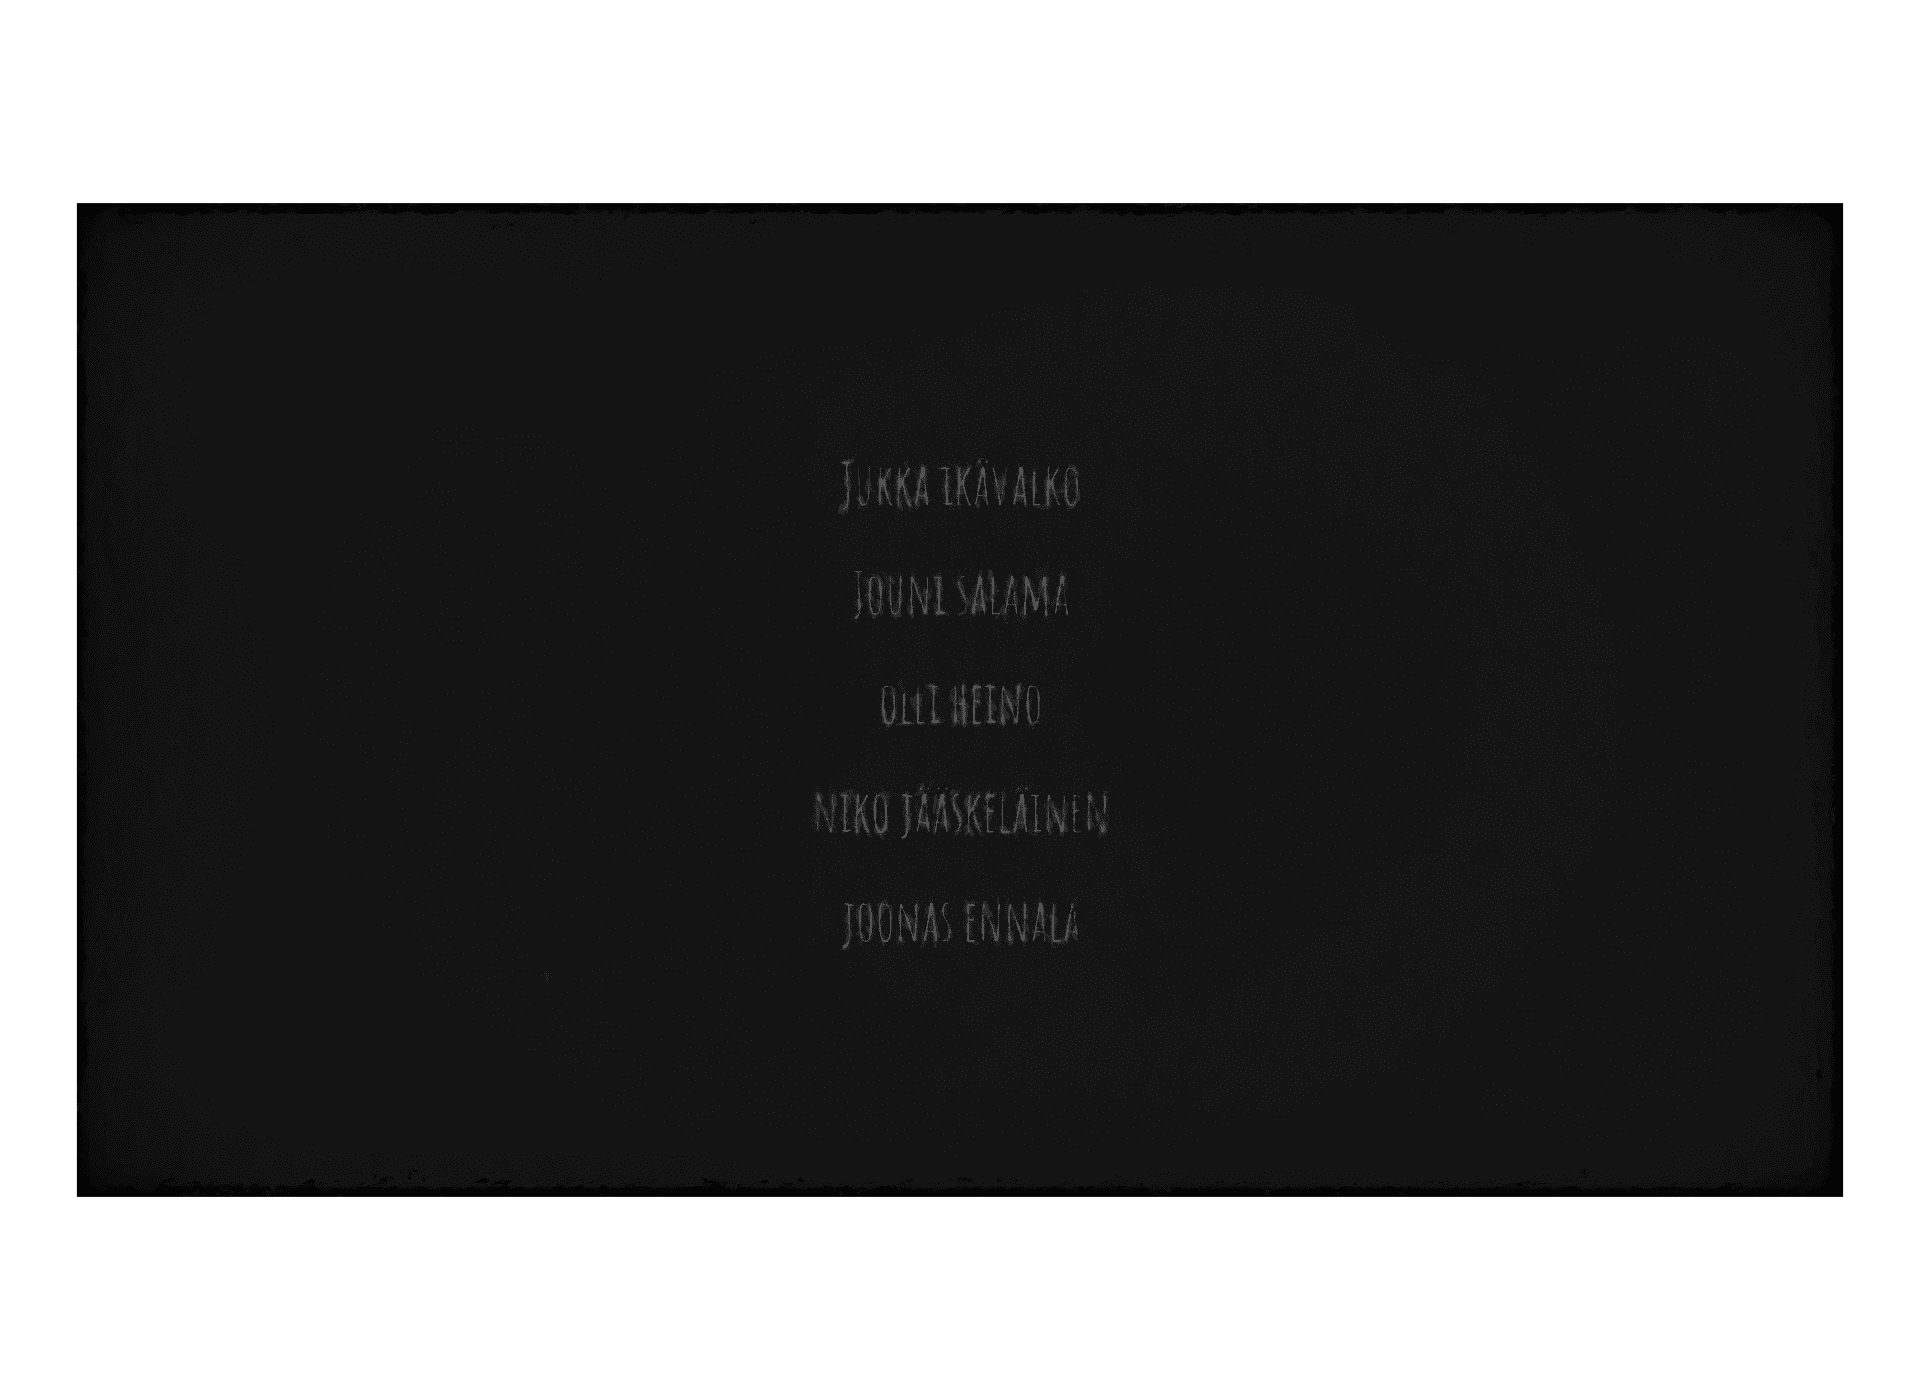 JUKKA IKÄVALKO
JOUNI SALAMA
OLLI HEINO
NIKO JÄÄSKELÄINEN
JOONAS ENNALA